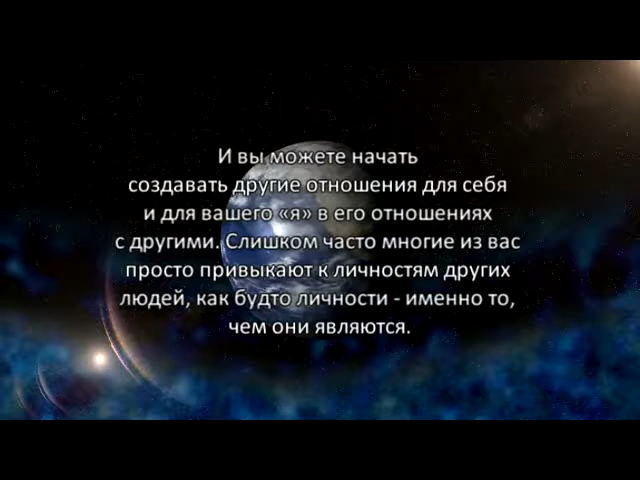 И вы можете начать
создавать другие отношения для себя
и для вашего «я» в его отношениях
с другими. Слишком часто многие из вас
просто привыкают к личностям других
людей, как будто личности - именно то,
чем они являются.